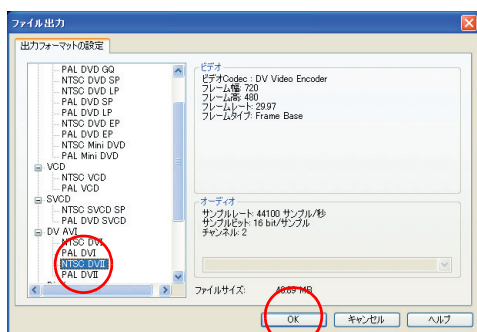 ファイル出力
出力フォーマットの設定
PAL DVD GQ
NTSC DVD SP
NTSC DVD LP
PAL DVD SP
PAL DVD LP
NTSC DVD EP
PAL DVD EP
NTSC Mini DVD
PAL Mini DVD
VCD
NTSC VCD
PAL VCD
SVCD
NTSC SVCD SP
PAL DVD SVCD
DV AVI
NTSC DVI
PAL DVI
NTSC DVII
PAL DVII
ビデオ
ビデオCodec : DV Video Encoder
フレーム幅: 720
フレーム高: 480
フレームレート: 29.97
フレームタイプ: Frame Base
オーディオ
サンプルレート: 44100 サンプル/秒
サンプルビット: 16 bit/サンプル
チャンネル: 2
ファイルサイズ:
MB
OK
キャンセル
ヘルプ